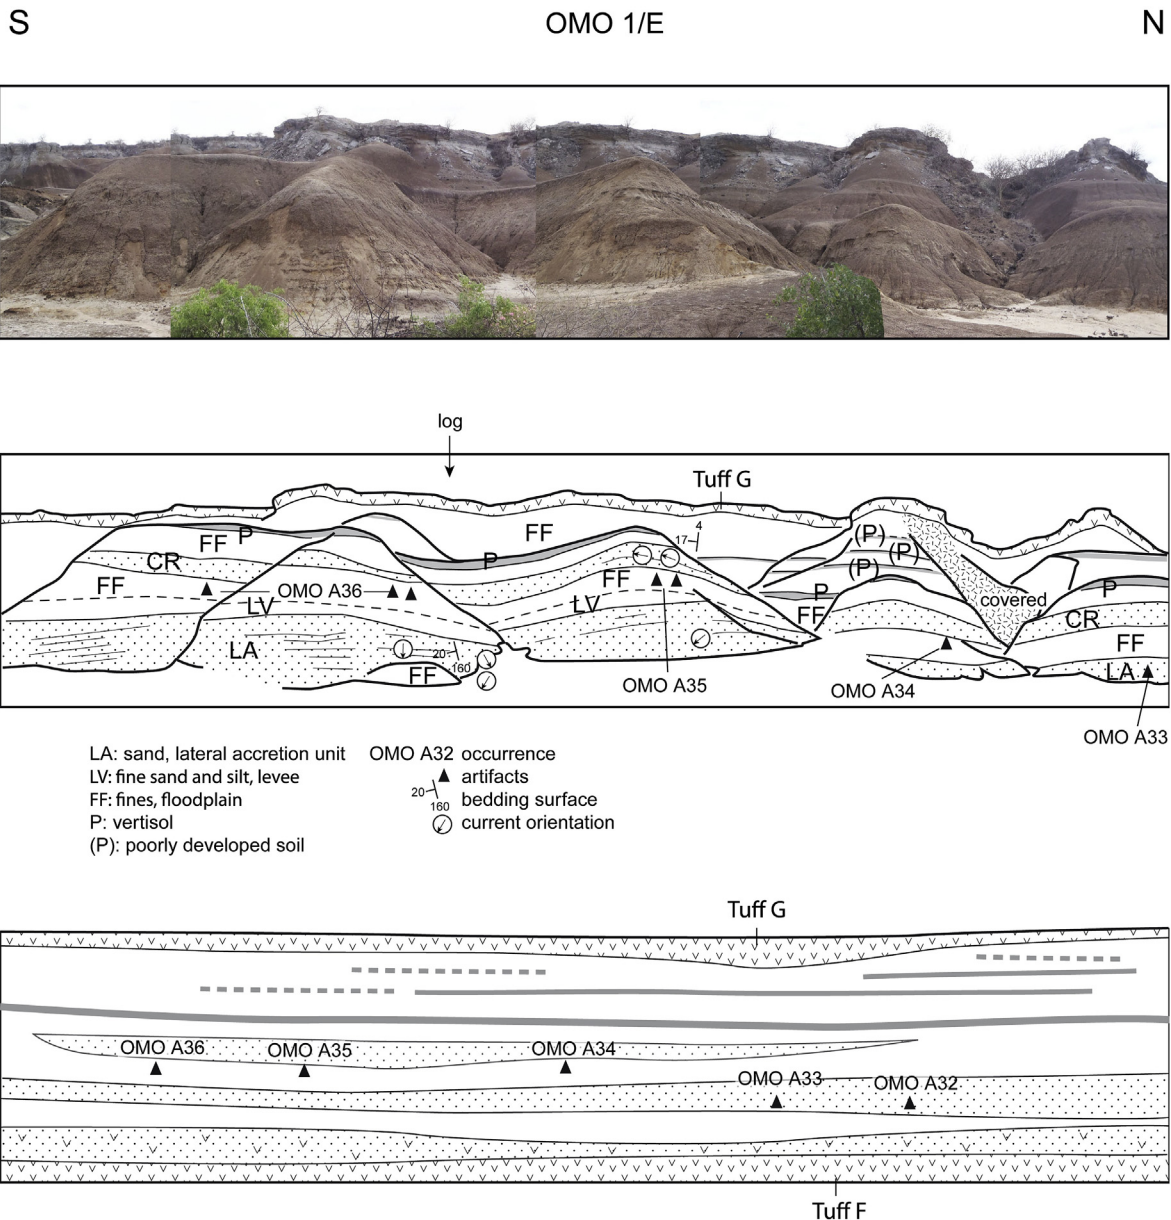 S OMO 1/E N
log
Tuff G
4
17
FF
P
FF
P
CR
(P)
(P)
(P)
FF
OMO A36
LV
FF
LV
P
FF
covered
P
CR
FF
LA
20
160
FF
LA
OMO A35
OMO A34
OMO A33
LA: sand, lateral accretion unit
LV: fine sand and silt, levee
FF: fines, floodplain
P: vertisol
(P): poorly developed soil
OMO A32 occurrence
artifacts
20
160
bedding surface
current orientation
Tuff G
OMO A36
OMO A35
OMO A34
OMO A33
OMO A32
Tuff F